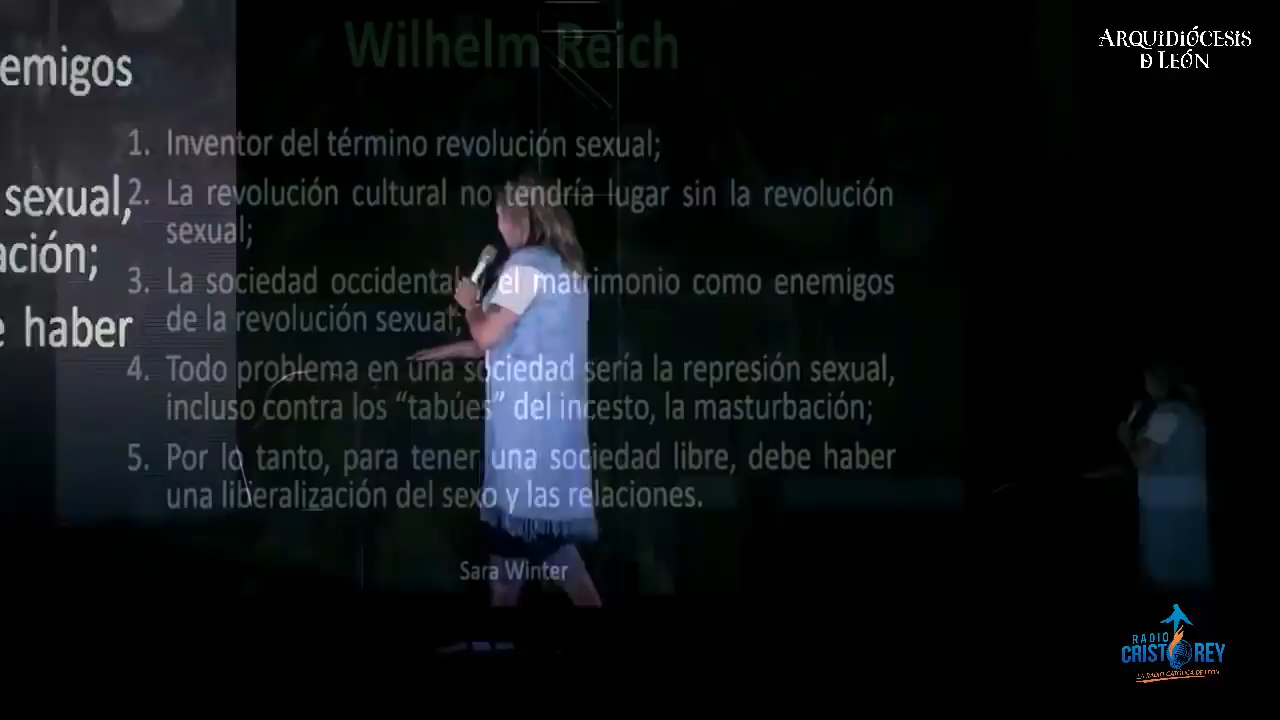 Wilhelm Reich
ARQUIDIÓCESIS
D LEÓN
emigos
1. Inventor del término revolución sexual;
sexual,
2. La revolución cultural no tendría lugar sin la revolución
sexual;
ación;
3. La sociedad occidental el matrimonio como enemigos
de la revolución sexual;
e haber
4. Todo problema en una sociedad sería la represión sexual,
incluso contra los “tabúes” del incesto, la masturbación;
5. Por lo tanto, para tener una sociedad libre, debe haber
una liberalización del sexo y las relaciones.
Sara Winter
RADIO
CRISTO REY
LA RADIO CATÓLICA DE LEÓN